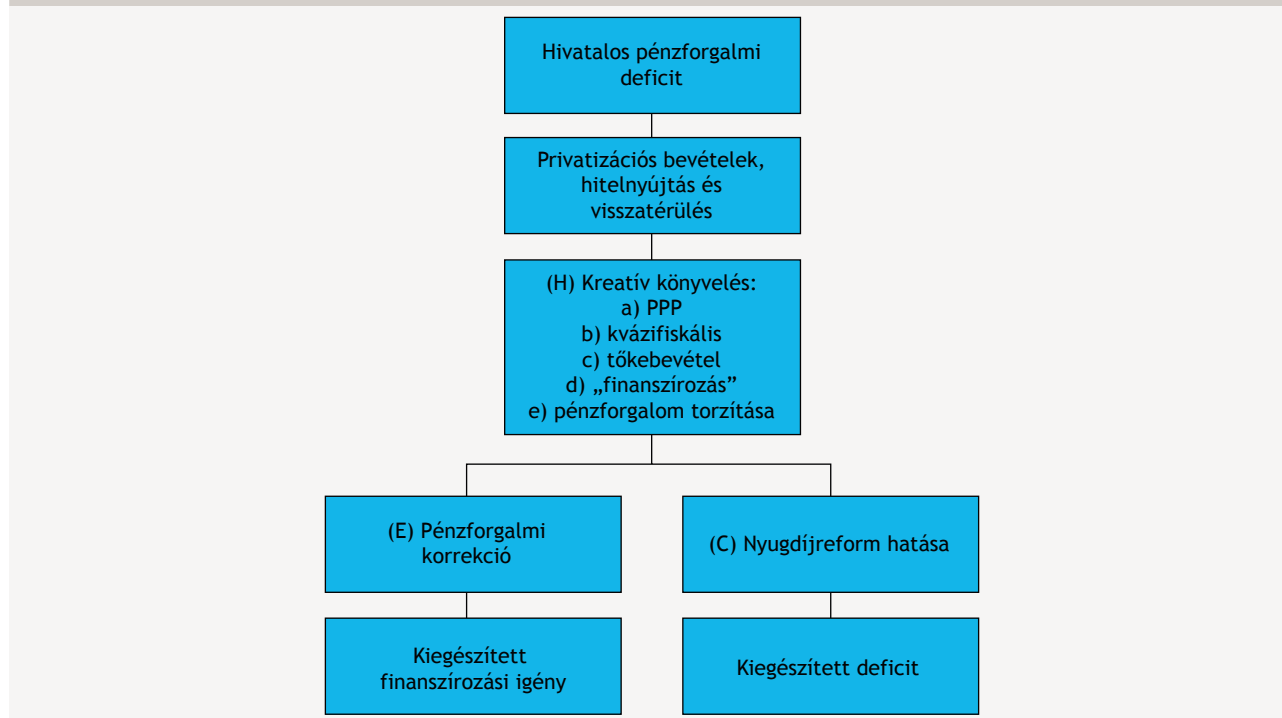 Hivatalos pénzforgalmi
deficit
Privatizációs bevételek,
hitelnyújtás és
visszatérülés
(H) Kreatív könyvelés:
a) PPP
b) kvázifiskális
c) tőkebevétel
d) „finanszírozás”
e) pénzforgalom torzítása
(E) Pénzforgalmi
korrekció
(C) Nyugdíjreform hatása
Kiegészített
finanszírozási igény
Kiegészített deficit